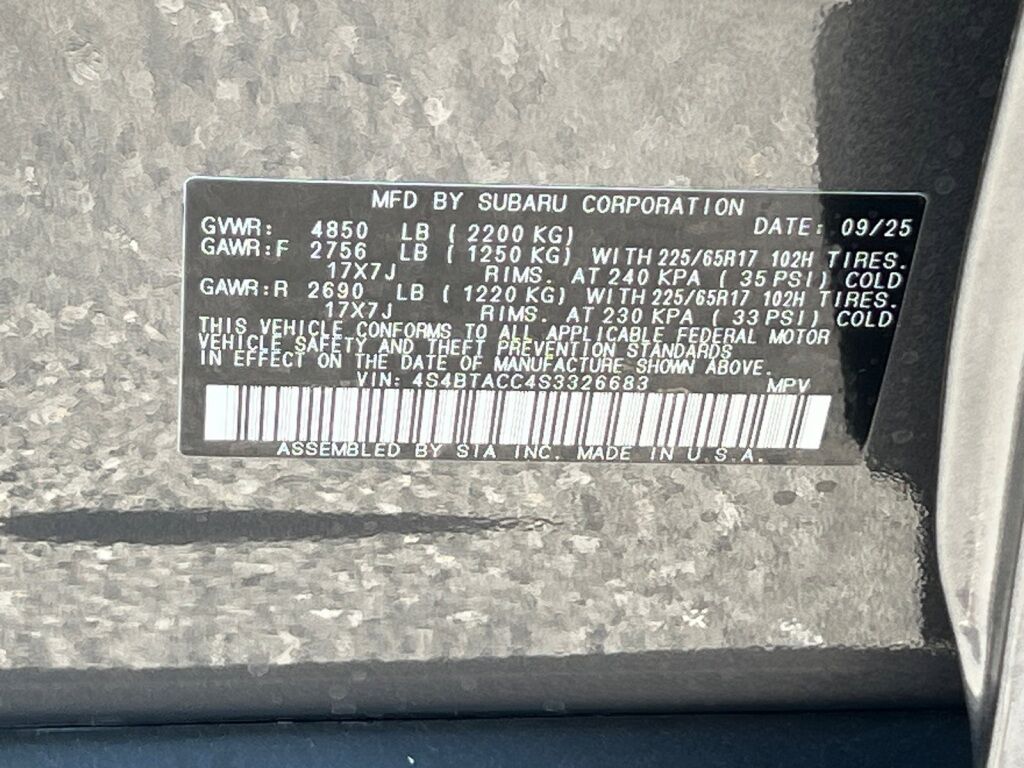 MFD BY SUBARU CORPORATION
GVWR: 4850 LB ( 2200 KG) DATE: 09/25
GAWR:F 2756 LB ( 1250 KG) WITH 225/65R17 102H TIRES.
17X7J RIMS. AT 240 KPA ( 35 PSI) COLD
GAWR:R 2690 LB ( 1220 KG) WITH 225/65R17 102H TIRES.
17X7J RIMS. AT 230 KPA ( 33 PSI) COLD
THIS VEHICLE CONFORMS TO ALL APPLICABLE FEDERAL MOTOR
VEHICLE SAFETY AND THEFT PREVENTION STANDARDS
IN EFFECT ON THE DATE OF MANUFACTURE SHOWN ABOVE.
VIN: 4S4BTACC4S3326683 MPV
ASSEMBLED BY SIA INC. MADE IN U.S.A.